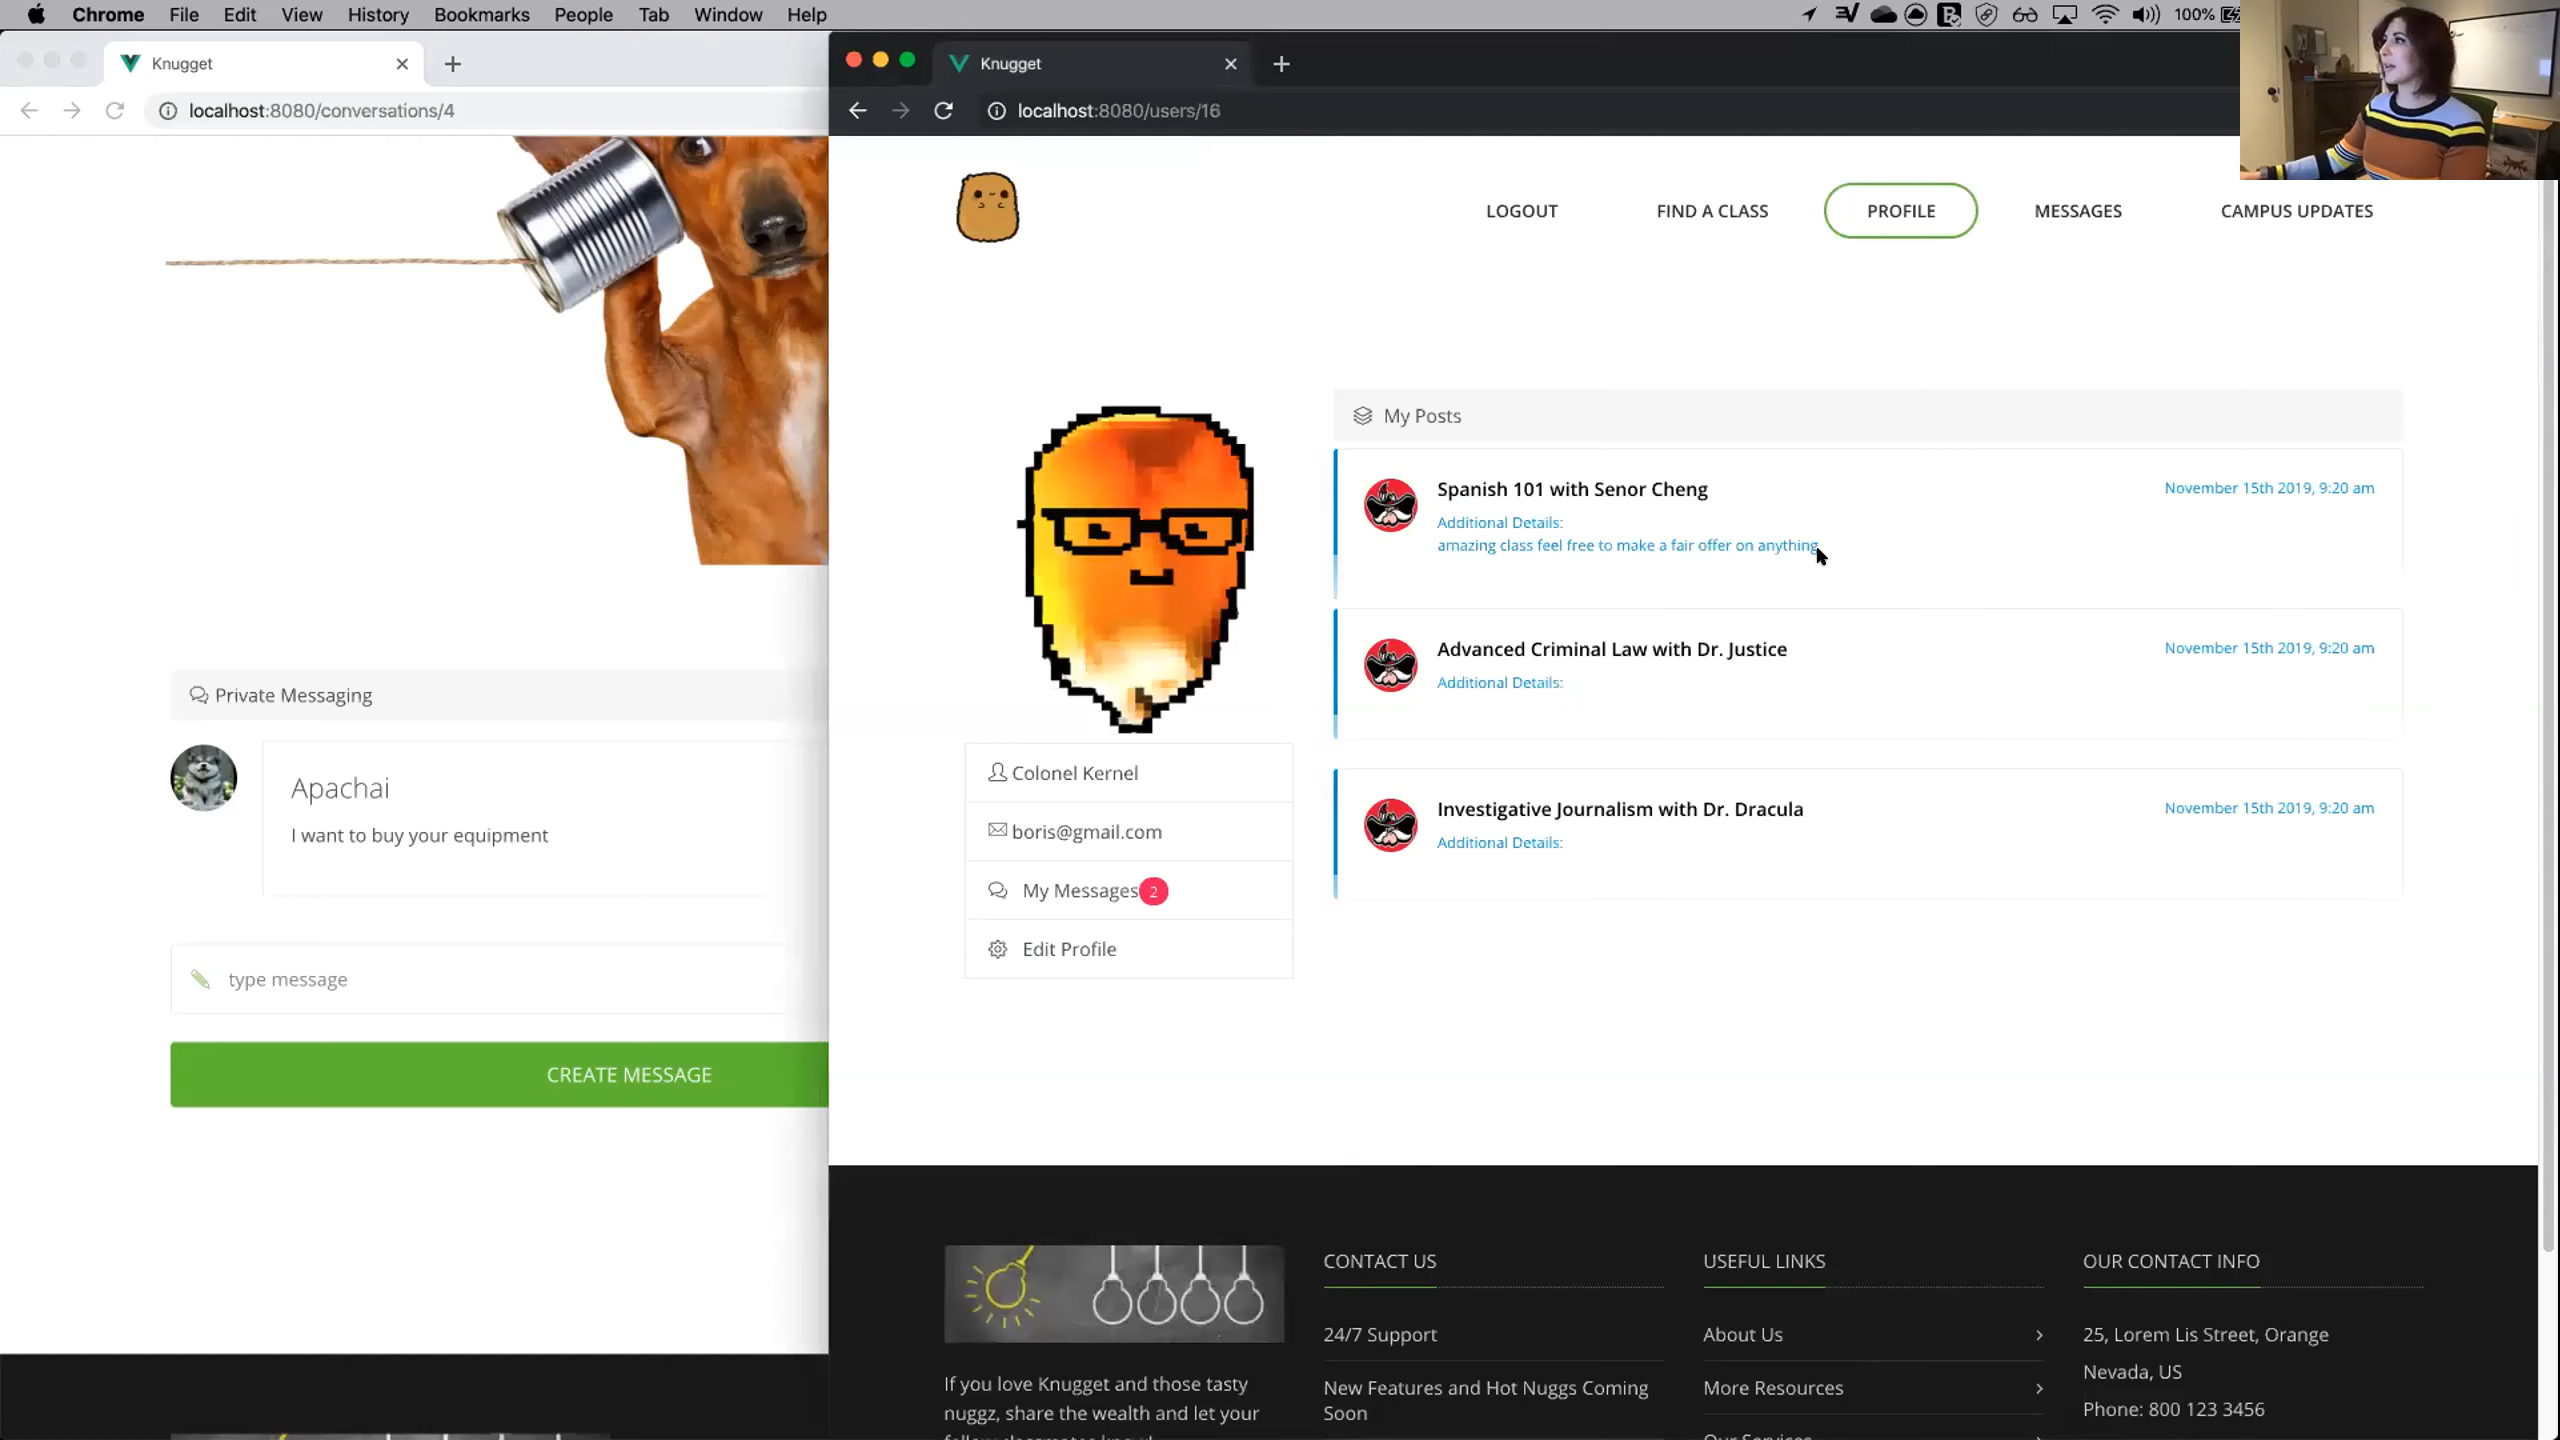 Chrome File Edit View History Bookmarks People Tab Window Help
100%
Knugget
localhost:8080/conversations/4
Private Messaging
Apachai
I want to buy your equipment
type message
CREATE MESSAGE
Knugget
localhost:8080/users/16
LOGOUT FIND A CLASS PROFILE MESSAGES CAMPUS UPDATES
Colonel Kernel
boris@gmail.com
My Messages 2
Edit Profile
My Posts
Spanish 101 with Senor Cheng
November 15th 2019, 9:20 am
Additional Details:
amazing class feel free to make a fair offer on anything
Advanced Criminal Law with Dr. Justice
November 15th 2019, 9:20 am
Additional Details:
Investigative Journalism with Dr. Dracula
November 15th 2019, 9:20 am
Additional Details:
If you love Knugget and those tasty
nuggz, share the wealth and let your
CONTACT US
24/7 Support
New Features and Hot Nuggs Coming
Soon
USEFUL LINKS
About Us
More Resources
OUR CONTACT INFO
25, Lorem Lis Street, Orange
Nevada, US
Phone: 800 123 3456